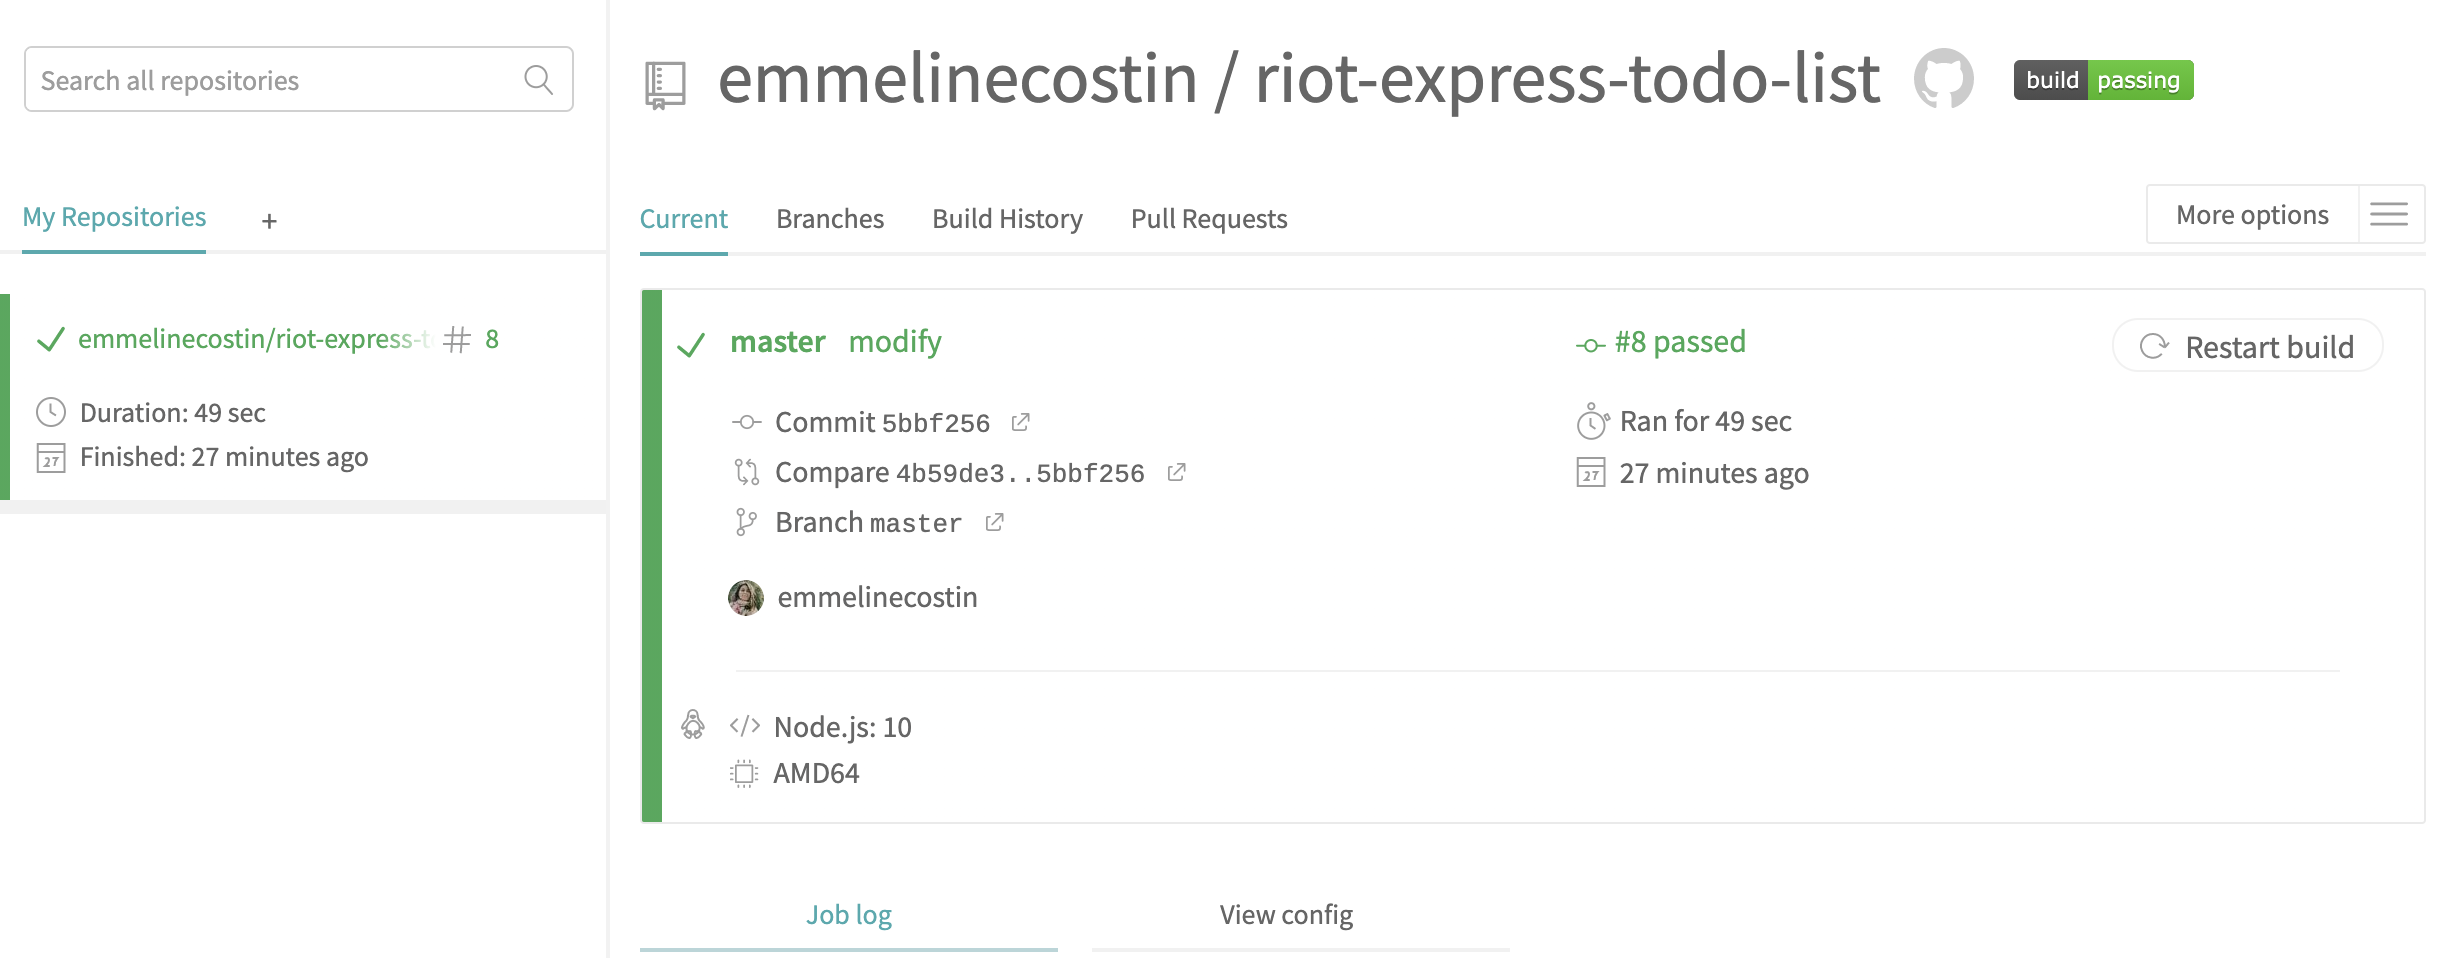 Search all repositories
My Repositories +
emmelinecostin/riot-express-t # 8
Duration: 49 sec
27 Finished: 27 minutes ago
emmelinecostin / riot-express-todo-list build passing
Current Branches Build History Pull Requests More options
master modify #8 passed Restart build
Commit 5bbf256 Ran for 49 sec
Compare 4b59de3..5bbf256 27 27 minutes ago
Branch master
emmelinecostin
</> Node.js: 10
AMD64
Job log View config